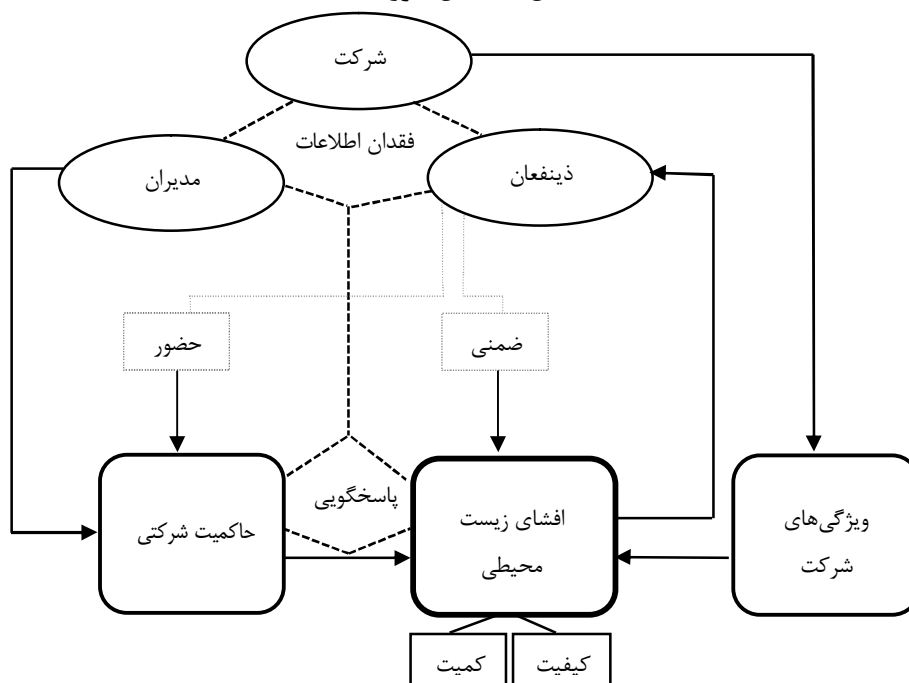 شرکت
فقدان اطلاعات
ذینفعان
مدیران
حضور
ضمنی
پاسخگویی
حاکمیت شرکتی
افشای زیست
محیطی
ویژگی‌های
شرکت
کیفیت
کمیت